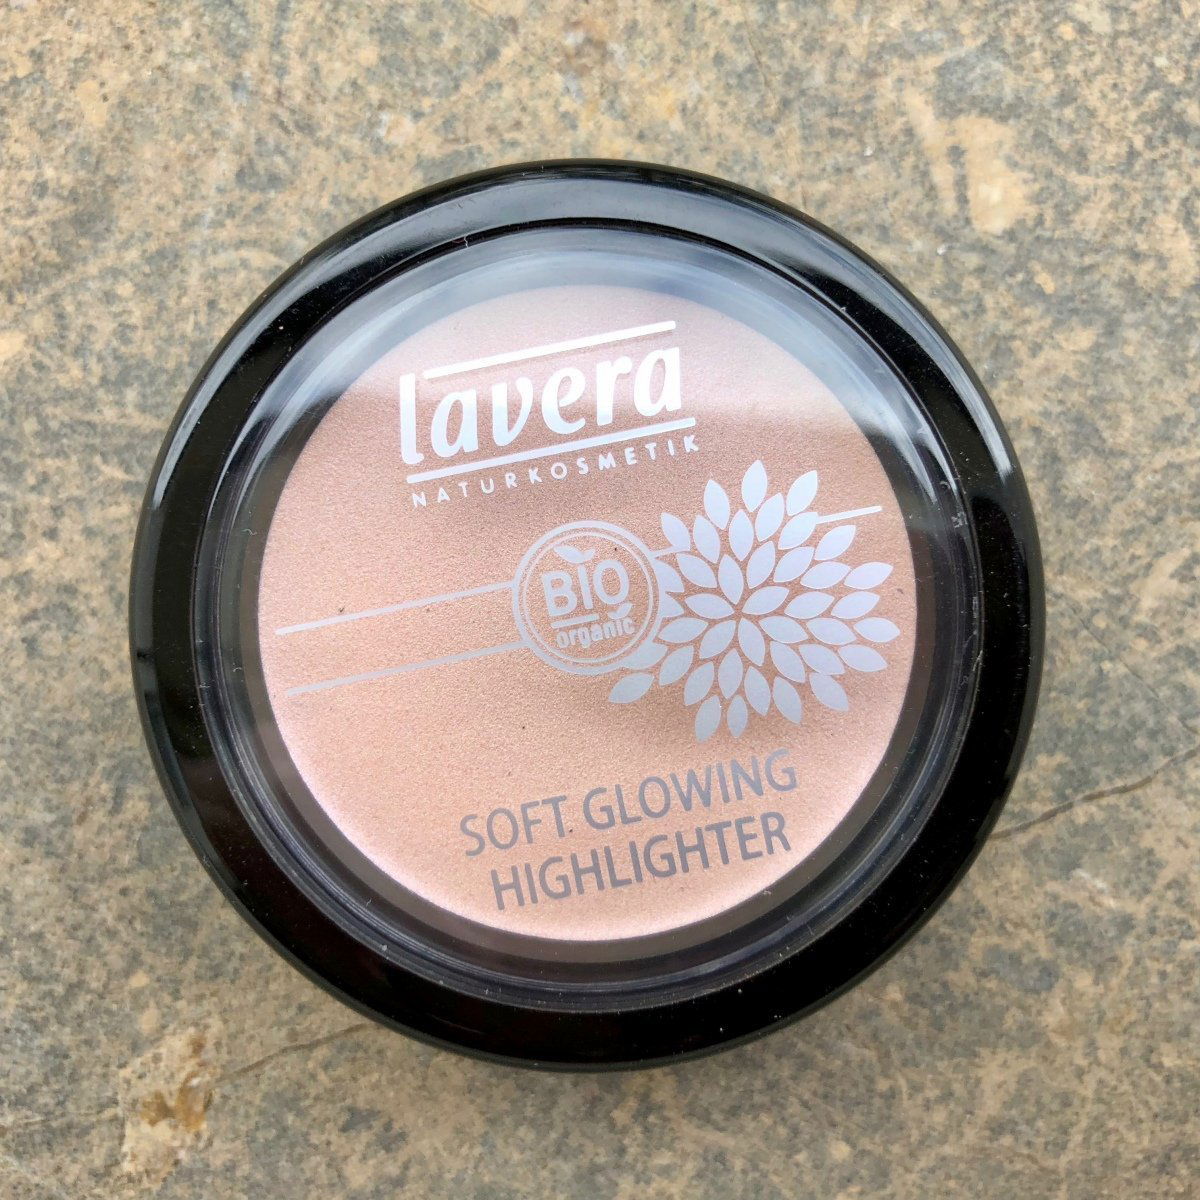 lavera
NATURKOSMETIK
BIO
organic
SOFT GLOWING
HIGHLIGHTER